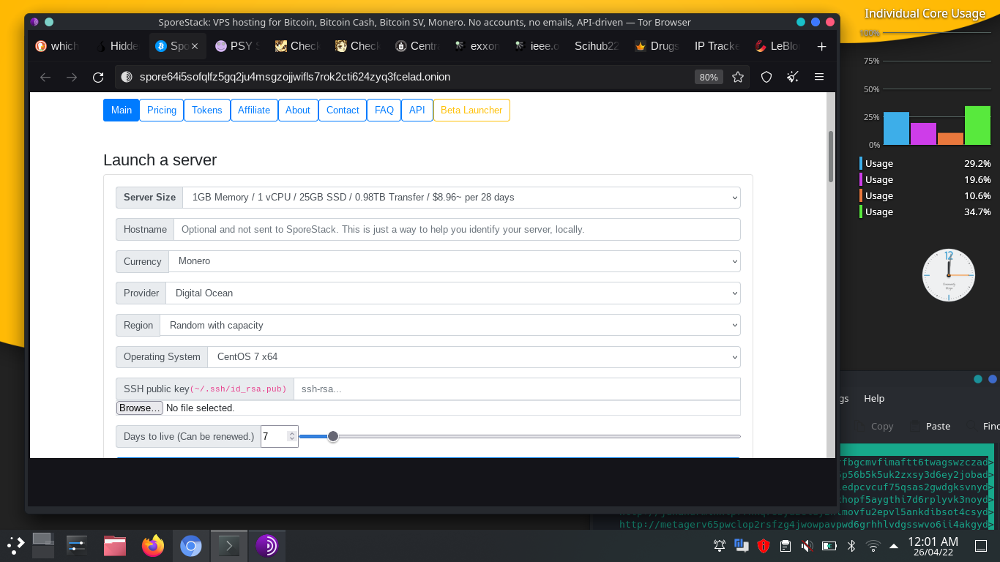 SporeStack: VPS hosting for Bitcoin, Bitcoin Cash, Bitcoin SV, Monero. No accounts, no emails, API-driven — Tor Browser
which Hidde Spo PSY Check Check Centr exxon ieee.o Scihub22 Drugs IP Tracke LeBlo
spore64i5sofqlfz5gq2ju4msgzojjwifls7rok2cti624zyq3fcelad.onion 80%
Main Pricing Tokens Affiliate About Contact FAQ API Beta Launcher
Launch a server
Server Size 1GB Memory / 1 vCPU / 25GB SSD / 0.98TB Transfer / $8.96~ per 28 days
Hostname Optional and not sent to SporeStack. This is just a way to help you identify your server, locally.
Currency Monero
Provider Digital Ocean
Region Random with capacity
Operating System CentOS 7 x64
SSH public key(~/.ssh/id_rsa.pub) ssh-rsa...
Browse... No file selected.
Days to live (Can be renewed.) 7
Individual Core Usage
100%
75%
50%
25%
0%
Usage 29.2%
Usage 19.6%
Usage 10.6%
Usage 34.7%
12
gs Help
Copy Paste Find
fbgcmvfimaftt6twagswzczad>
p56b5k5uk2zxsy3d6ey2jobad>
edpcvcuf75qsas2gwdgksvnyd>
hopf5aygthi7d6rplyvk3noyd>
movfu2epvl5ankdibsot4csyd>
http://metagerv65pwclop2rsfzg4jwowpavpwd6grhhlvdgsswvo6ii4akgyd>
12:01 AM
26/04/22